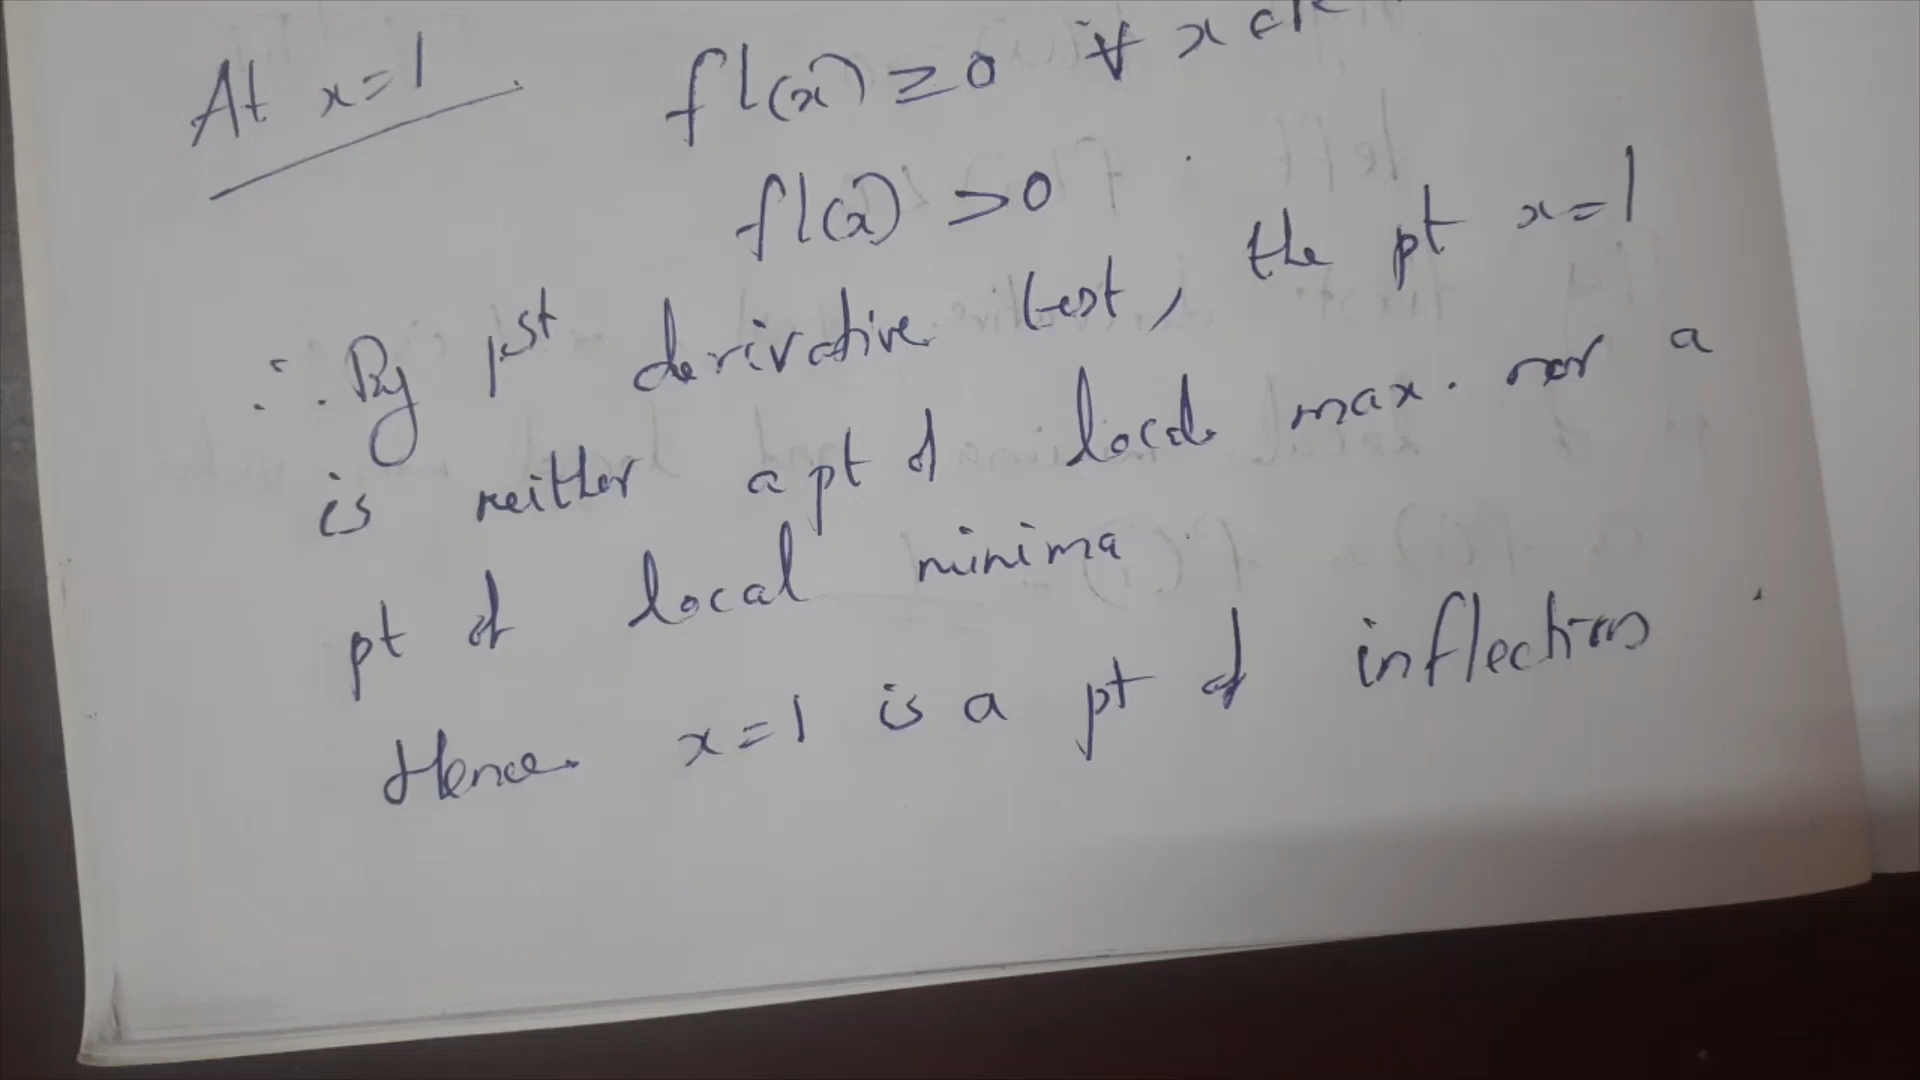 At x=1 f'(x) ≥0 ∀ x ∈R
f'(x) >0
∴ By 1st derivative test, the pt x=1
is neither a pt of local max. nor a
pt of local minima
Hence x=1 is a pt of inflection